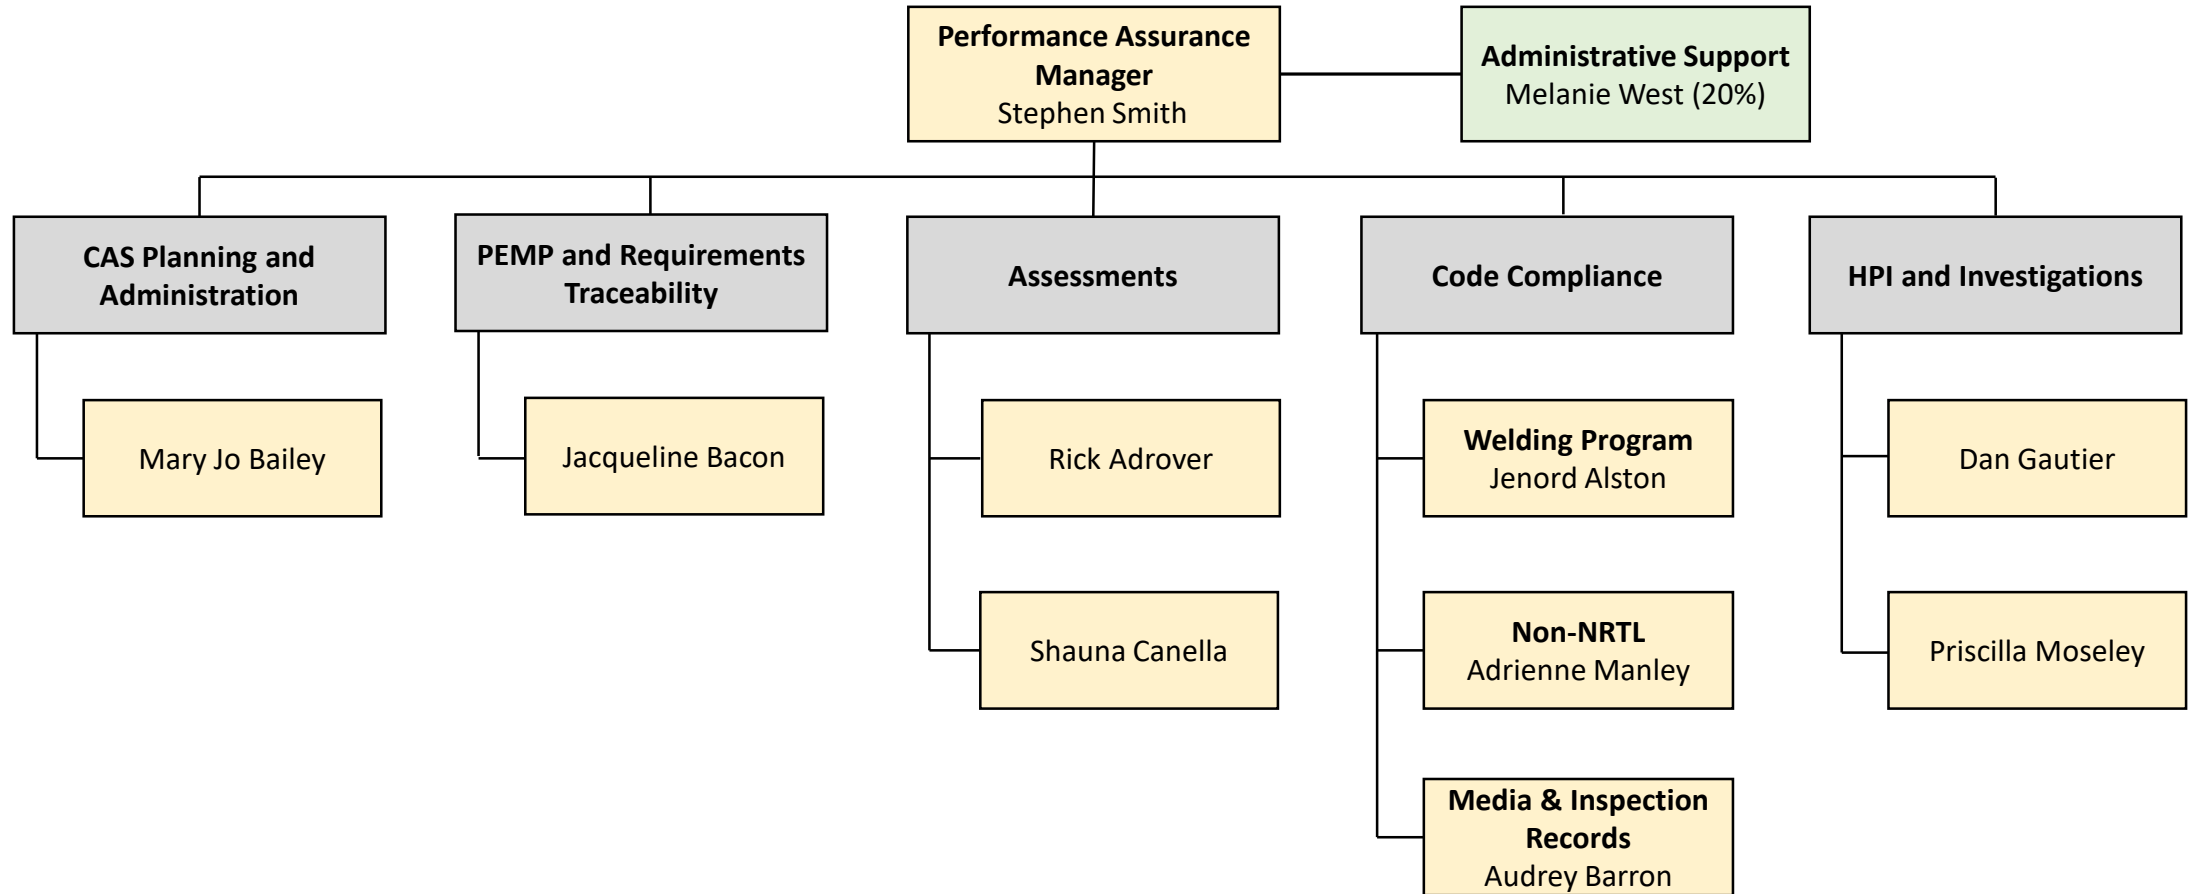 Performance Assurance
Manager
Stephen Smith
Administrative Support
Melanie West (20%)
CAS Planning and
Administration
PEMP and Requirements
Traceability
Assessments
Code Compliance
HPI and Investigations
Mary Jo Bailey
Jacqueline Bacon
Rick Adrover
Welding Program
Jenord Alston
Dan Gautier
Shauna Canella
Non-NRTL
Adrienne Manley
Priscilla Moseley
Media & Inspection
Records
Audrey Barron